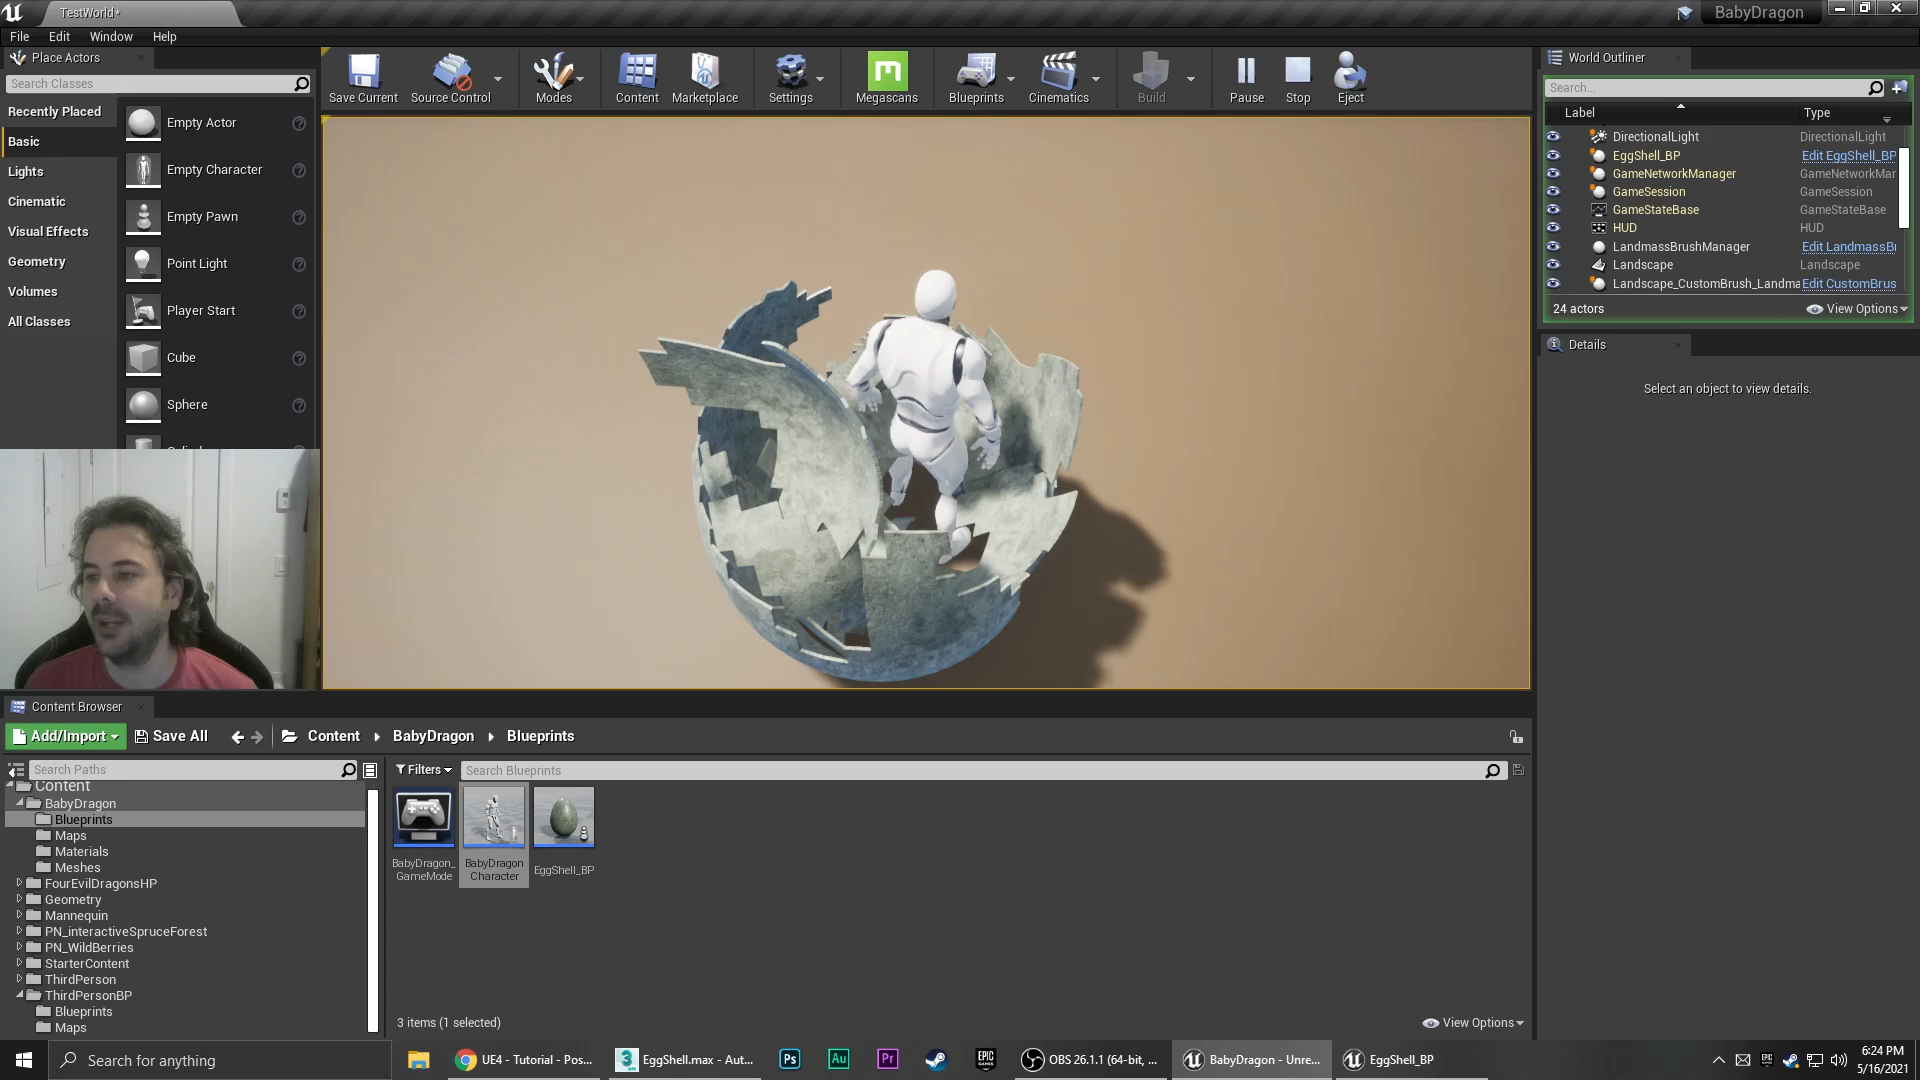 TestWorld*
BabyDragon
File Edit Window Help
Place Actors
Search Classes
Recently Placed
Basic
Lights
Cinematic
Visual Effects
Geometry
Volumes
All Classes
Empty Actor
Empty Character
Empty Pawn
Point Light
Player Start
Cube
Sphere
Save Current
Source Control
Modes
Content
Marketplace
Settings
Megascans
Blueprints
Cinematics
Build
Pause
Stop
Eject
World Outliner
Search...
Label Type
DirectionalLight DirectionalLight
EggShell_BP Edit EggShell_BP
GameNetworkManager GameNetworkMar
GameSession GameSession
GameStateBase GameStateBase
HUD HUD
LandmassBrushManager Edit LandmassBr
Landscape Landscape
Landscape_CustomBrush_Landma Edit CustomBrus
24 actors View Options
Details
Select an object to view details.
Content Browser
Add/Import Save All Content BabyDragon Blueprints
Search Paths
Content
BabyDragon
Blueprints
Maps
Materials
Meshes
FourEvilDragonsHP
Geometry
Mannequin
PN_interactiveSpruceForest
PN_WildBerries
StarterContent
ThirdPerson
ThirdPersonBP
Blueprints
Maps
Filters Search Blueprints
BabyDragon_
GameMode
BabyDragon
Character
EggShell_BP
3 items (1 selected) View Options
Search for anything
UE4 - Tutorial - Pos...
3
EggShell.max - Aut...
Ps
Au
Pr
EPIC
GAMES
OBS 26.1.1 (64-bit, ...
BabyDragon - Unre...
EggShell_BP
6:24 PM
5/16/2021